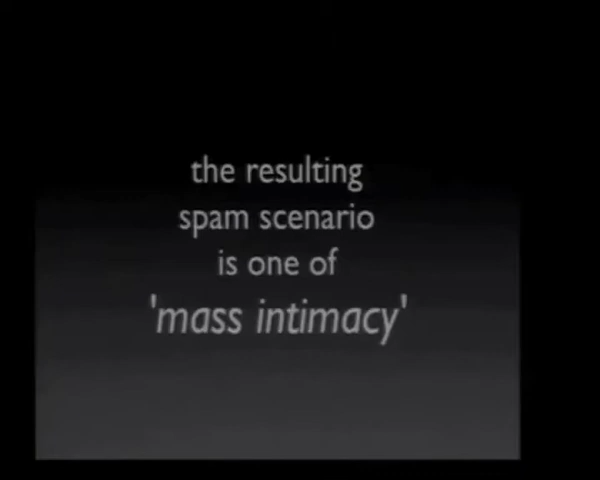 the resulting
spam scenario
is one of
'mass intimacy'